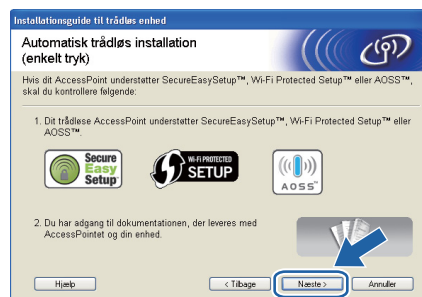 Installationsguide til trådløs enhed
Automatisk trådløs installation
(enkelt tryk)
Hvis dit AccessPoint understøtter SecureEasySetup™, Wi-Fi Protected Setup™ eller AOSS™,
skal du kontrollere følgende:
1. Dit trådløse AccessPoint understøtter SecureEasySetup™, Wi-Fi Protected Setup™ eller
AOSS™.
Secure
Easy
Setup
WI-FI PROTECTED
SETUP
AOSS™
2. Du har adgang til dokumentationen, der leveres med
AccessPointet og din enhed.
Hjælp
< Tilbage
Næste >
Annuller